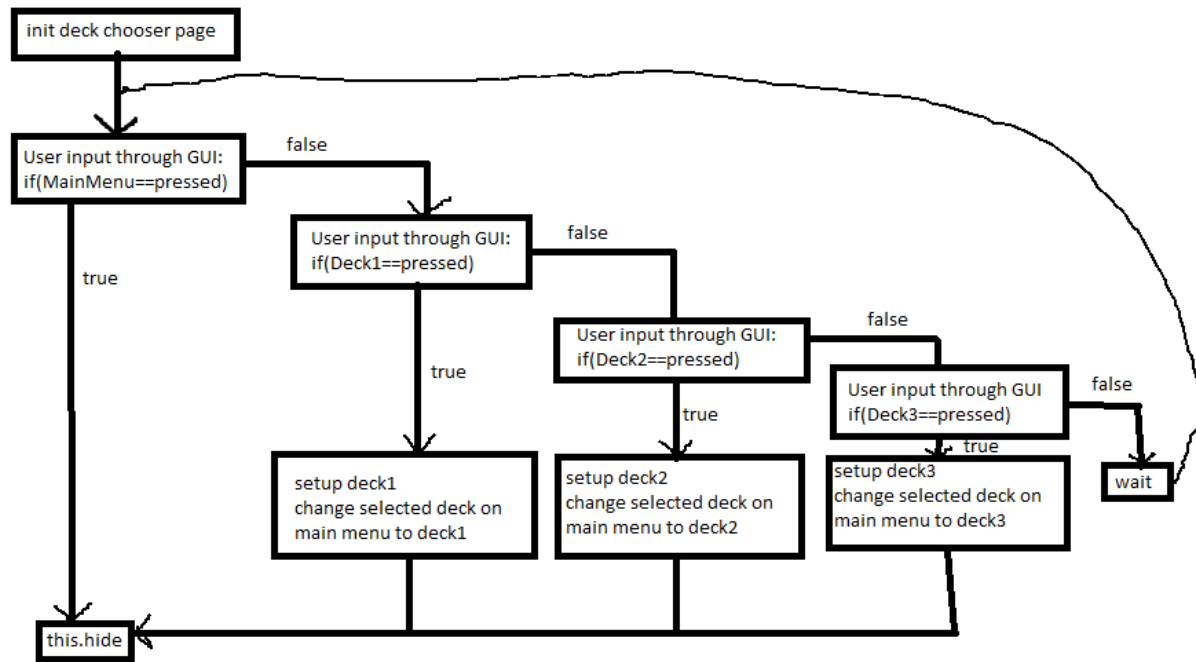 init deck chooser page
User input through GUI:
if(MainMenu==pressed)
false
true
User input through GUI:
if(Deck1==pressed)
false
true
User input through GUI:
if(Deck2==pressed)
false
true
User input through GUI
if(Deck3==pressed)
false
true
setup deck1
change selected deck on
main menu to deck1
setup deck2
change selected deck on
main menu to deck2
setup deck3
change selected deck on
main menu to deck3
wait
this.hide